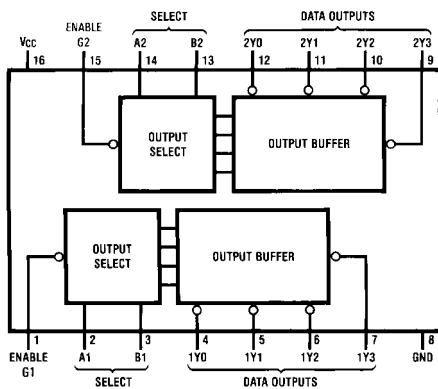 SELECT
DATA OUTPUTS
ENABLE
VCC G2 A2 B2 2Y0 2Y1 2Y2 2Y3
16 15 14 13 12 11 10 9
OUTPUT
SELECT
OUTPUT BUFFER
OUTPUT
SELECT
OUTPUT BUFFER
1 2 3 4 5 6 7 8
ENABLE A1 B1 1Y0 1Y1 1Y2 1Y3 GND
G1
SELECT
DATA OUTPUTS